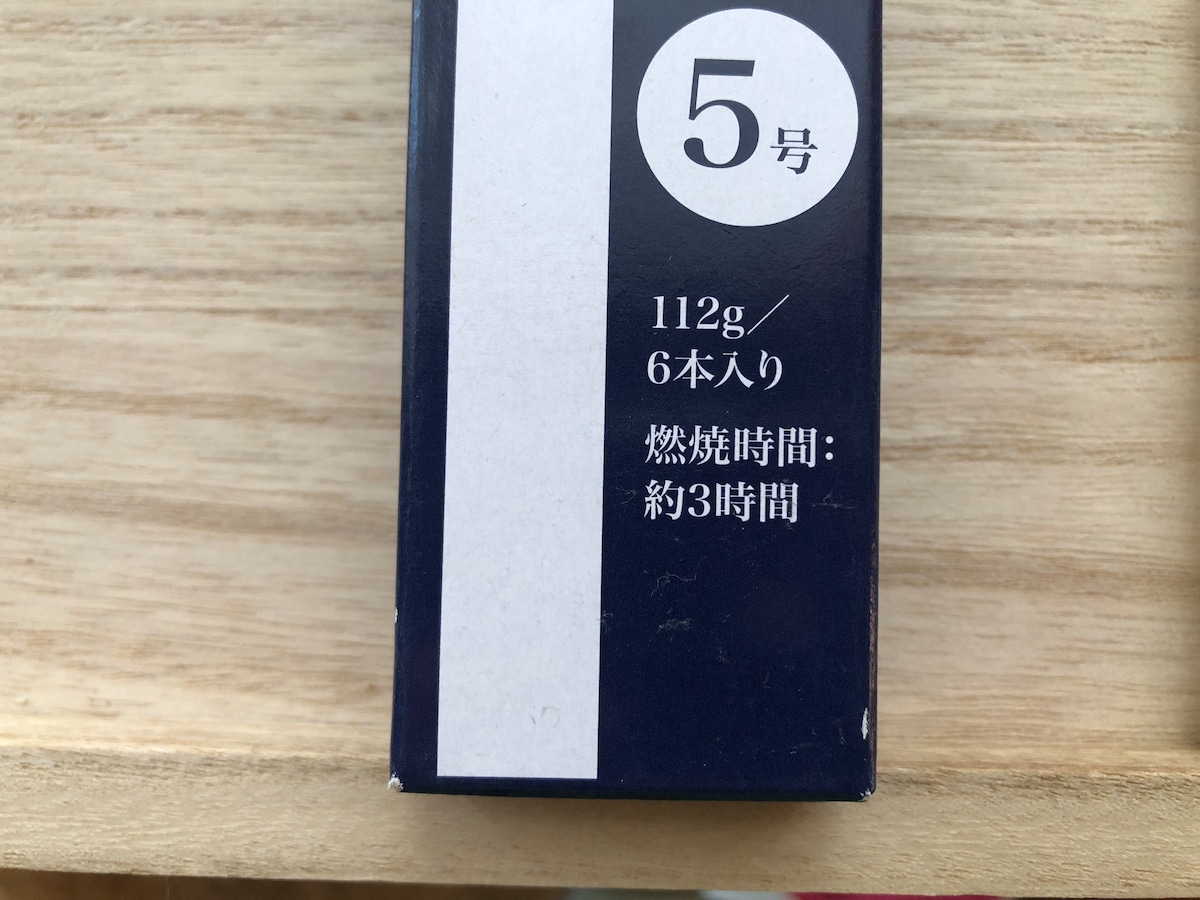 5号
112g／
6本入り
燃焼時間：
約3時間